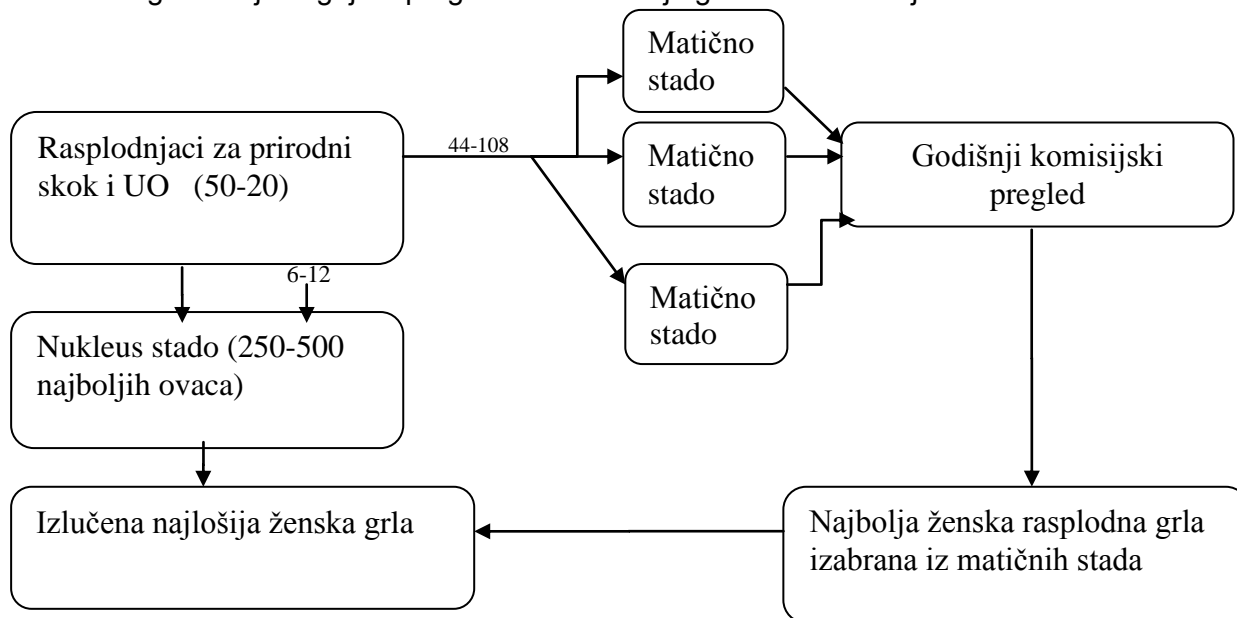 Matično
stado
Rasplodnjaci za prirodni
skok i UO (50-20)
44-108
Matično
stado
Godišnji komisijski
pregled
6-12
Matično
stado
Nukleus stado (250-500
najboljih ovaca)
Izlučena najlošija ženska grla
Najbolja ženska rasplodna grla
izabrana iz matičnih stada